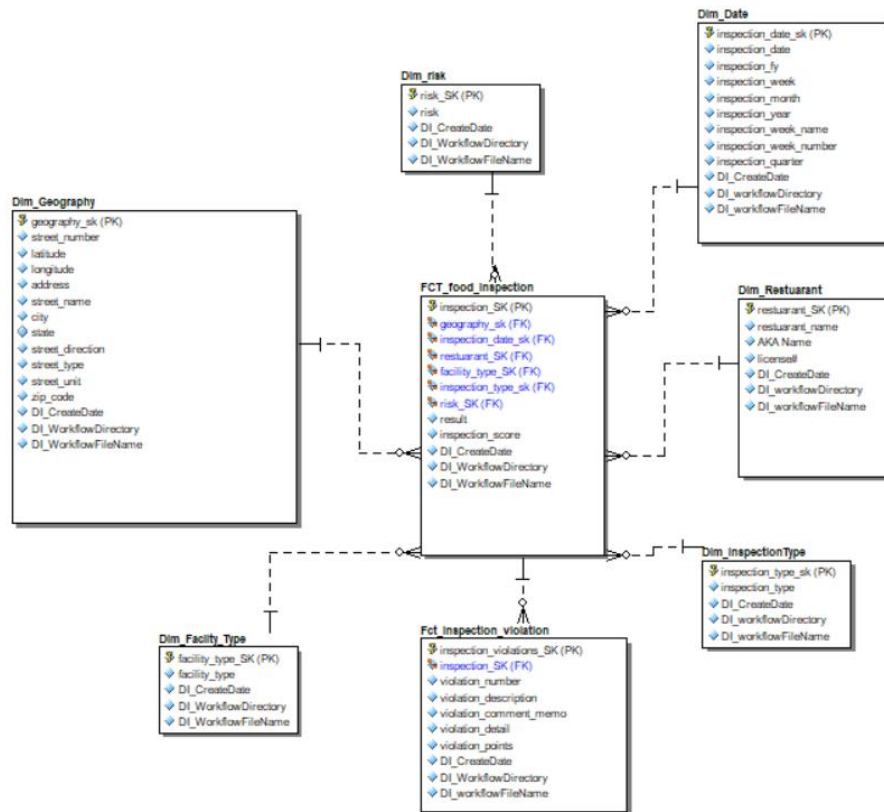 Dim_Date
inspection_date_sk (PK)
inspection_date
inspection_fy
inspection_week
inspection_month
inspection_year
inspection_week_name
inspection_week_number
inspection_quarter
DI_CreateDate
DI_workflowDirectory
DI_workflowFileName
Dim_risk
risk_SK (PK)
risk
DI_CreateDate
DI_WorkflowDirectory
DI_WorkflowFileName
Dim_Geography
geography_sk (PK)
street_number
latitude
longitude
address
street_name
city
state
street_direction
street_type
street_unit
zip_code
DI_CreateDate
DI_WorkflowDirectory
DI_WorkflowFileName
FCT_food_inspection
inspection_SK (PK)
geography_sk (FK)
inspection_date_sk (FK)
restuarant_SK (FK)
facility_type_SK (FK)
inspection_type_sk (FK)
risk_SK (FK)
result
inspection_score
DI_CreateDate
DI_WorkflowDirectory
DI_WorkflowFileName
Dim_Restuarant
restuarant_SK (PK)
restuarant_name
AKA Name
license#
DI_CreateDate
DI_workflowDirectory
DI_workflowFileName
Dim_InspectionType
inspection_type_sk (PK)
inspection_type
DI_CreateDate
DI_workflowDirectory
DI_workflowFileName
Dim_Facilty_Type
facility_type_SK (PK)
facility_type
DI_CreateDate
DI_WorkflowDirectory
DI_WorkflowFileName
Fct_Inspection_violation
inspection_violations_SK (PK)
inspection_SK (FK)
violation_number
violation_description
violation_comment_memo
violation_detail
violation_points
DI_CreateDate
DI_WorkflowDirectory
DI_workflowFileName